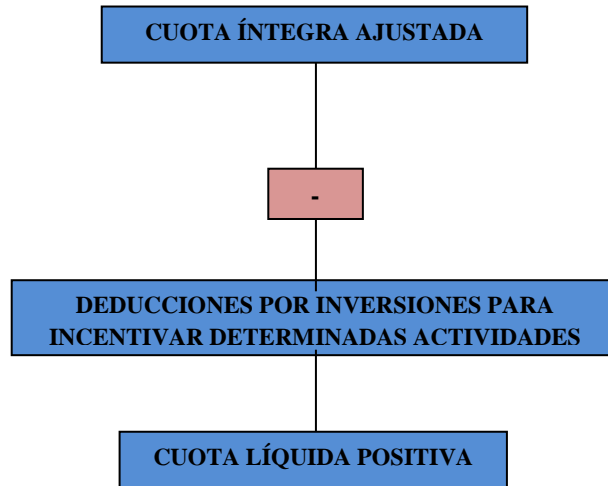 CUOTA ÍNTEGRA AJUSTADA
-
DEDUCCIONES POR INVERSIONES PARA
INCENTIVAR DETERMINADAS ACTIVIDADES
CUOTA LÍQUIDA POSITIVA